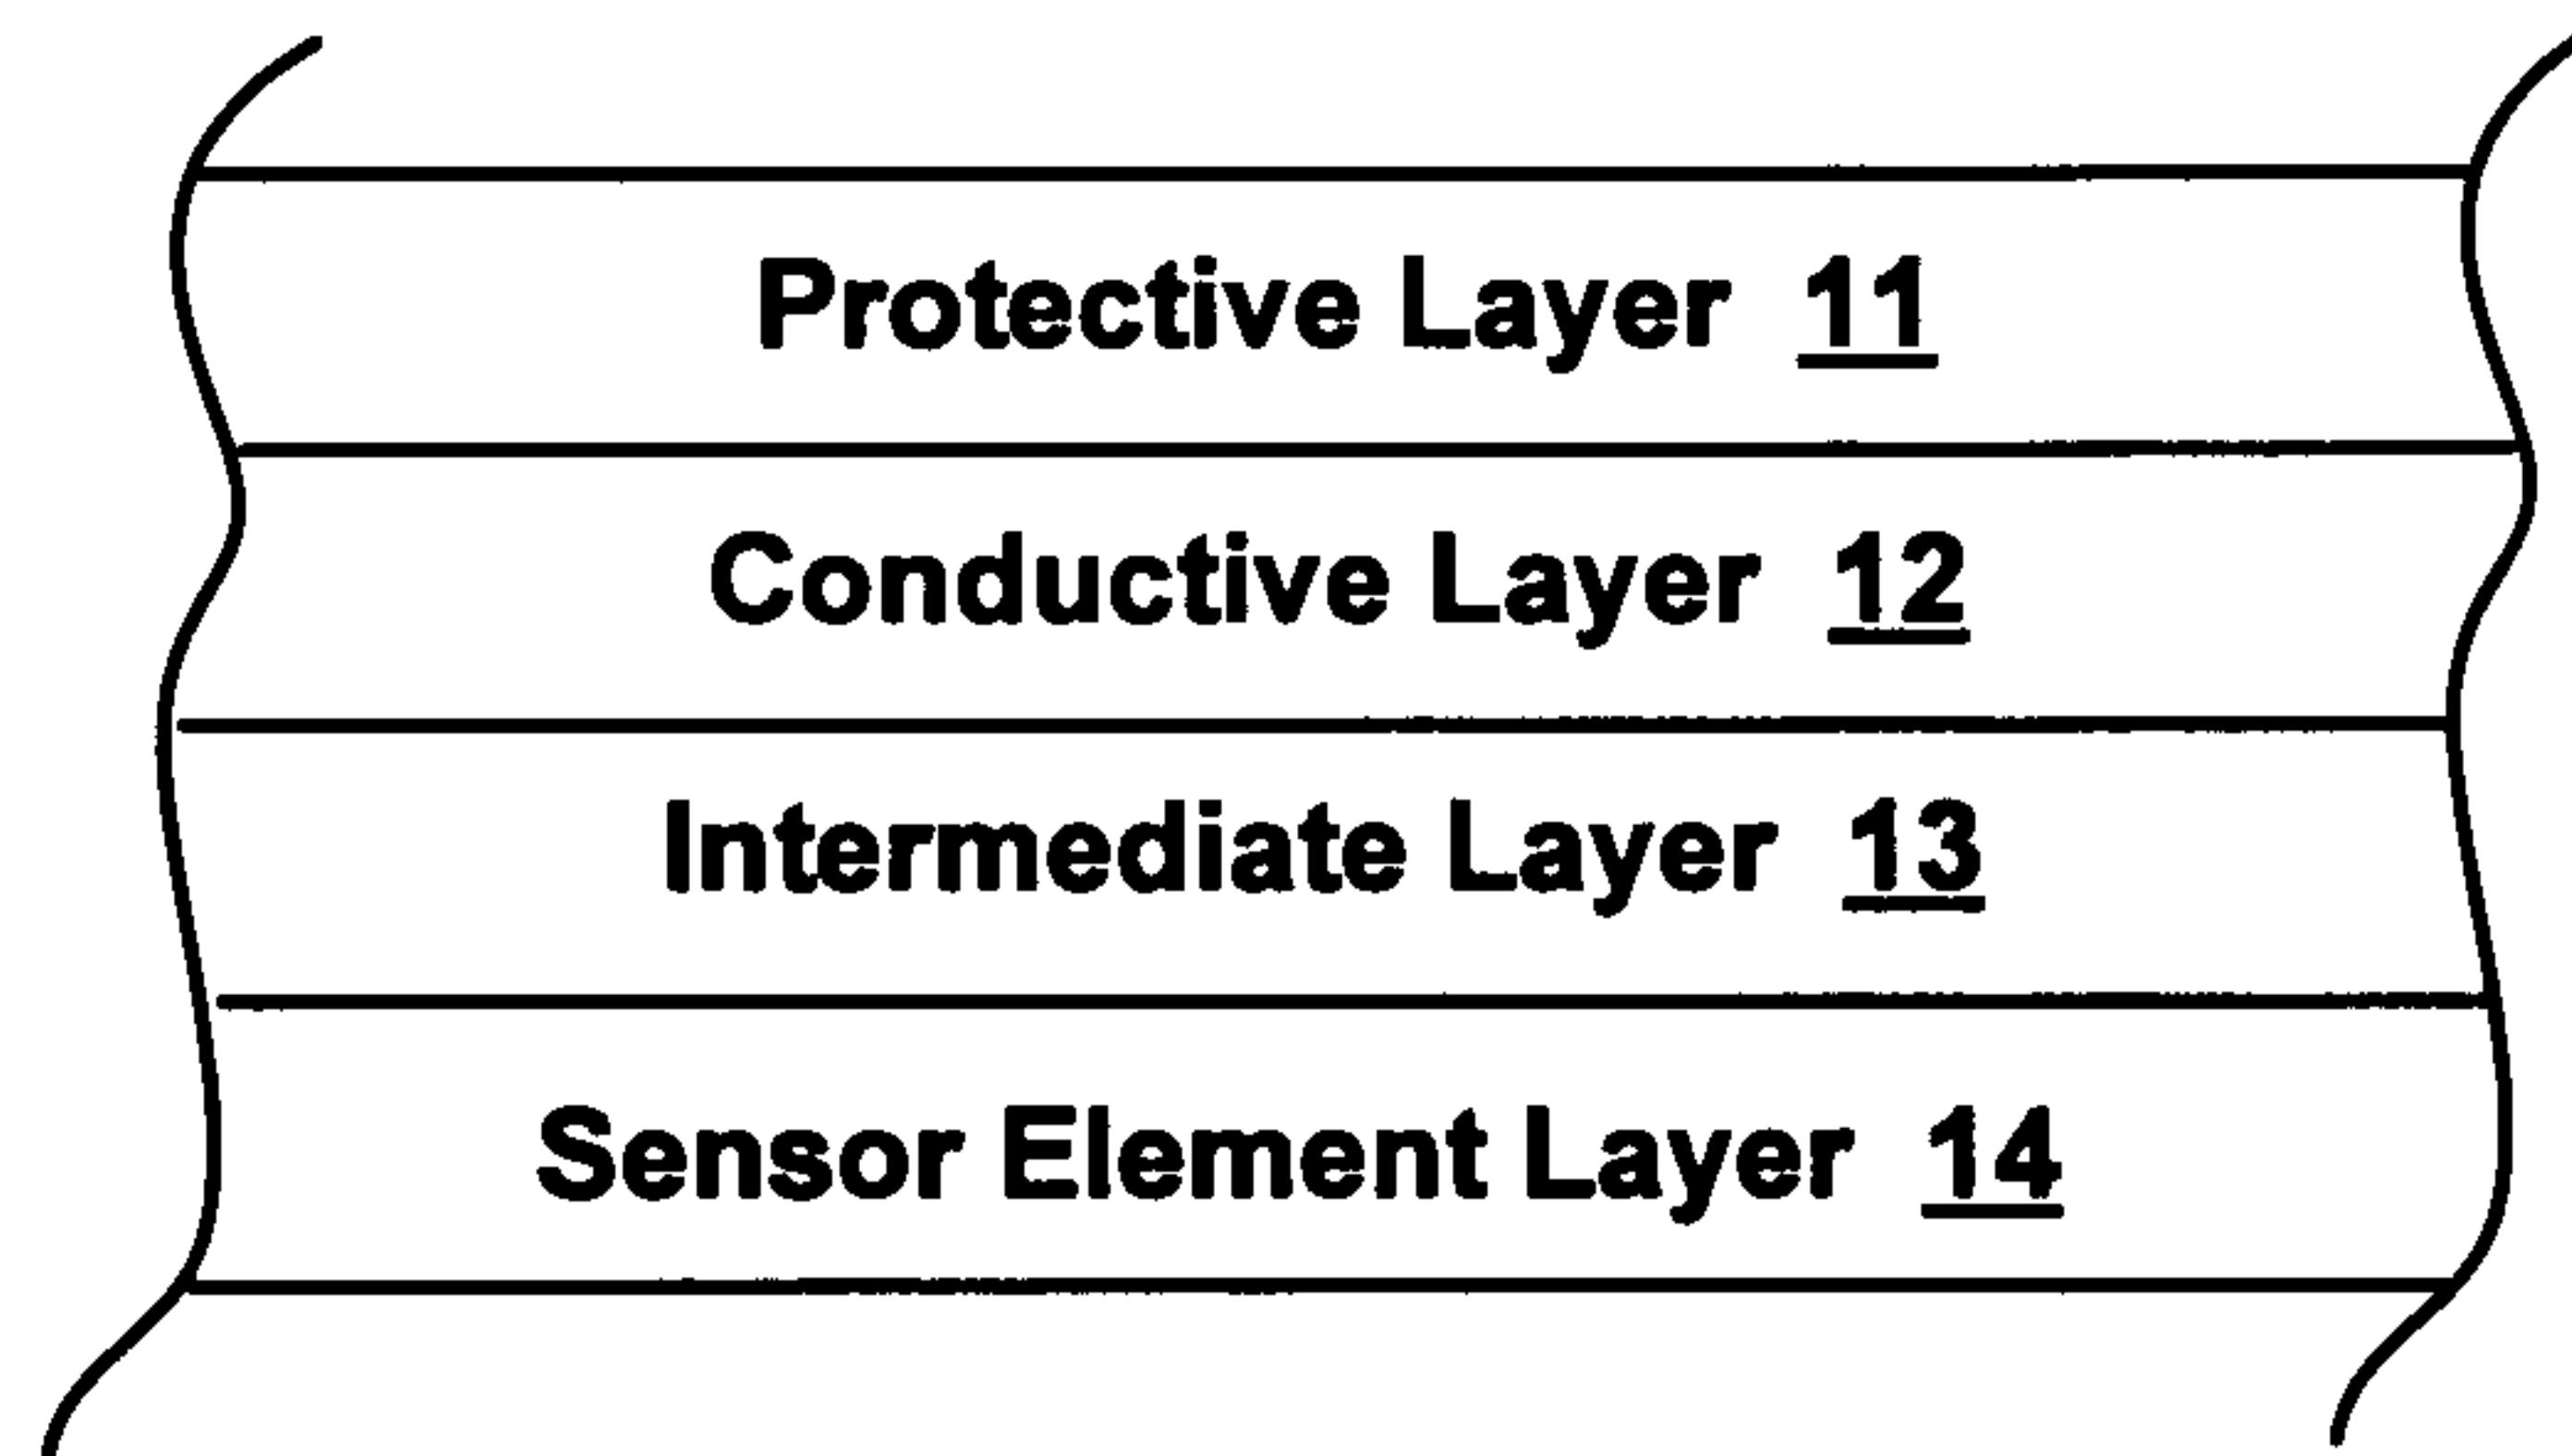 Protective Layer 11
Conductive Layer 12
Intermediate Layer 13
Sensor Element Layer 14